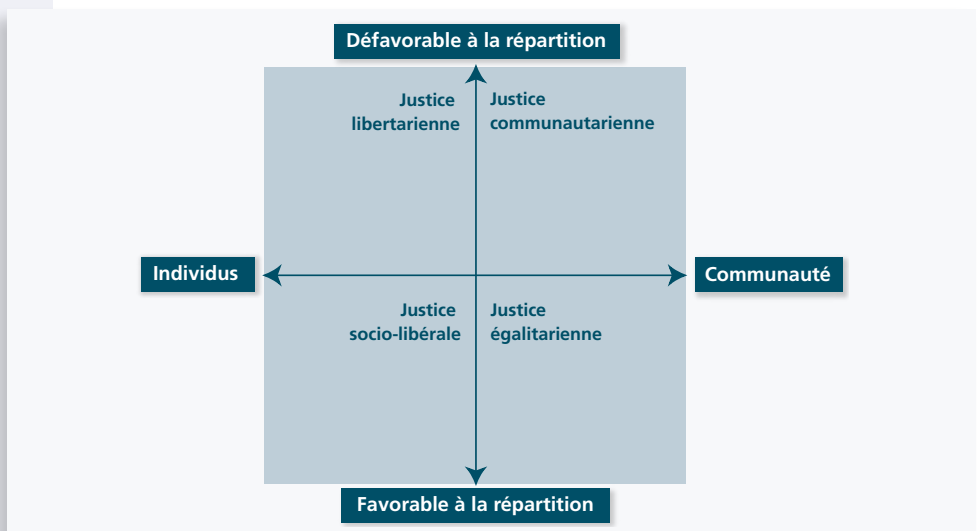 Défavorable à la répartition
Justice
libertarienne
Justice
communautarienne
Individus
Communauté
Justice
socio-libérale
Justice
égalitarienne
Favorable à la répartition